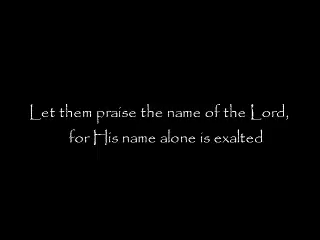 Let them praise the name of the Lord,
for His name alone is exalted